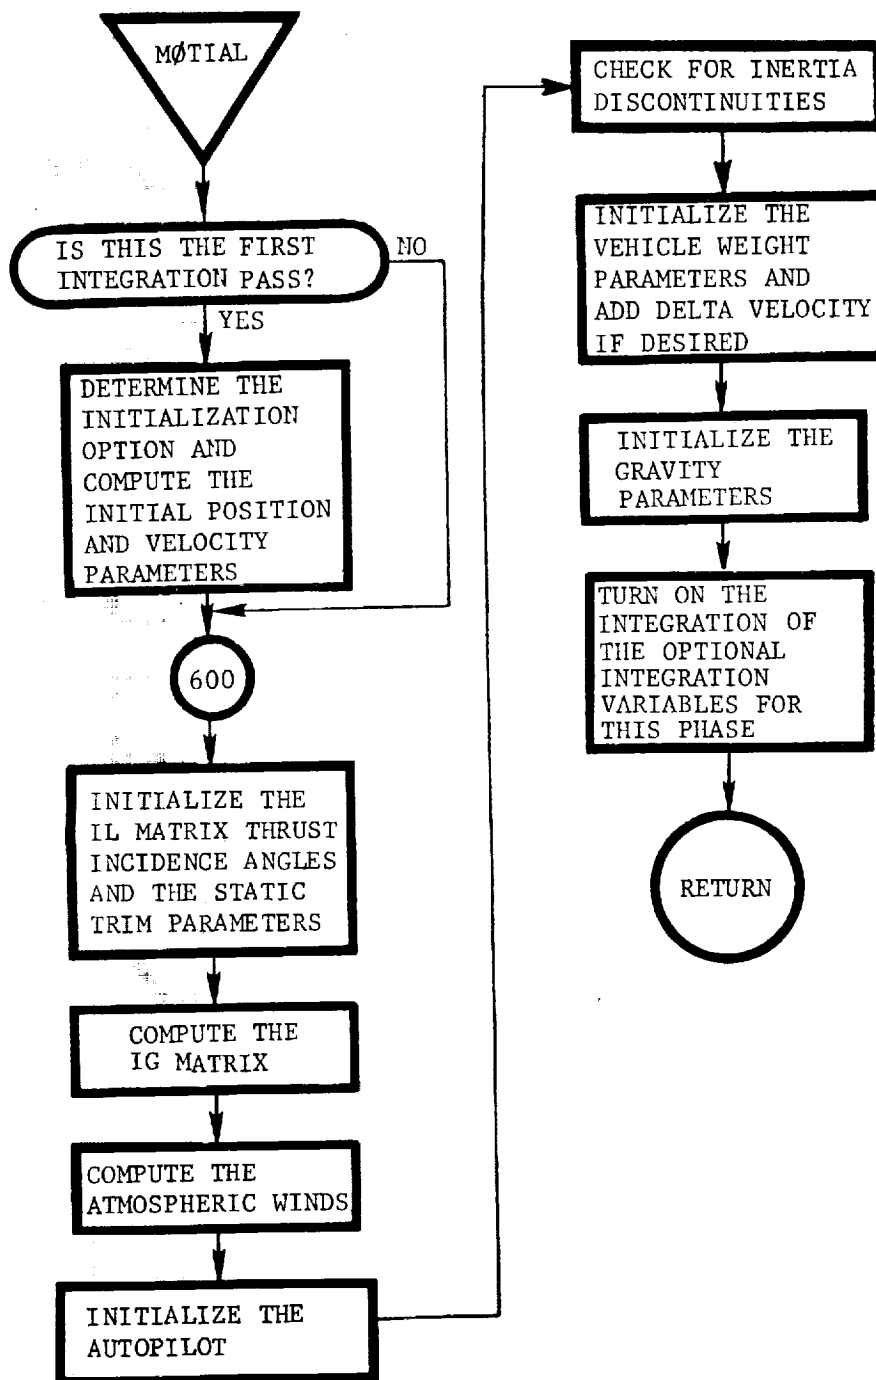 MØTIAL
IS THIS THE FIRST
INTEGRATION PASS?
NO
YES
DETERMINE THE
INITIALIZATION
OPTION AND
COMPUTE THE
INITIAL POSITION
AND VELOCITY
PARAMETERS
600
INITIALIZE THE
IL MATRIX THRUST
INCIDENCE ANGLES
AND THE STATIC
TRIM PARAMETERS
COMPUTE THE
IG MATRIX
COMPUTE THE
ATMOSPHERIC WINDS
INITIALIZE THE
AUTOPILOT
CHECK FOR INERTIA
DISCONTINUITIES
INITIALIZE THE
VEHICLE WEIGHT
PARAMETERS AND
ADD DELTA VELOCITY
IF DESIRED
INITIALIZE THE
GRAVITY
PARAMETERS
TURN ON THE
INTEGRATION OF
THE OPTIONAL
INTEGRATION
VARIABLES FOR
THIS PHASE
RETURN